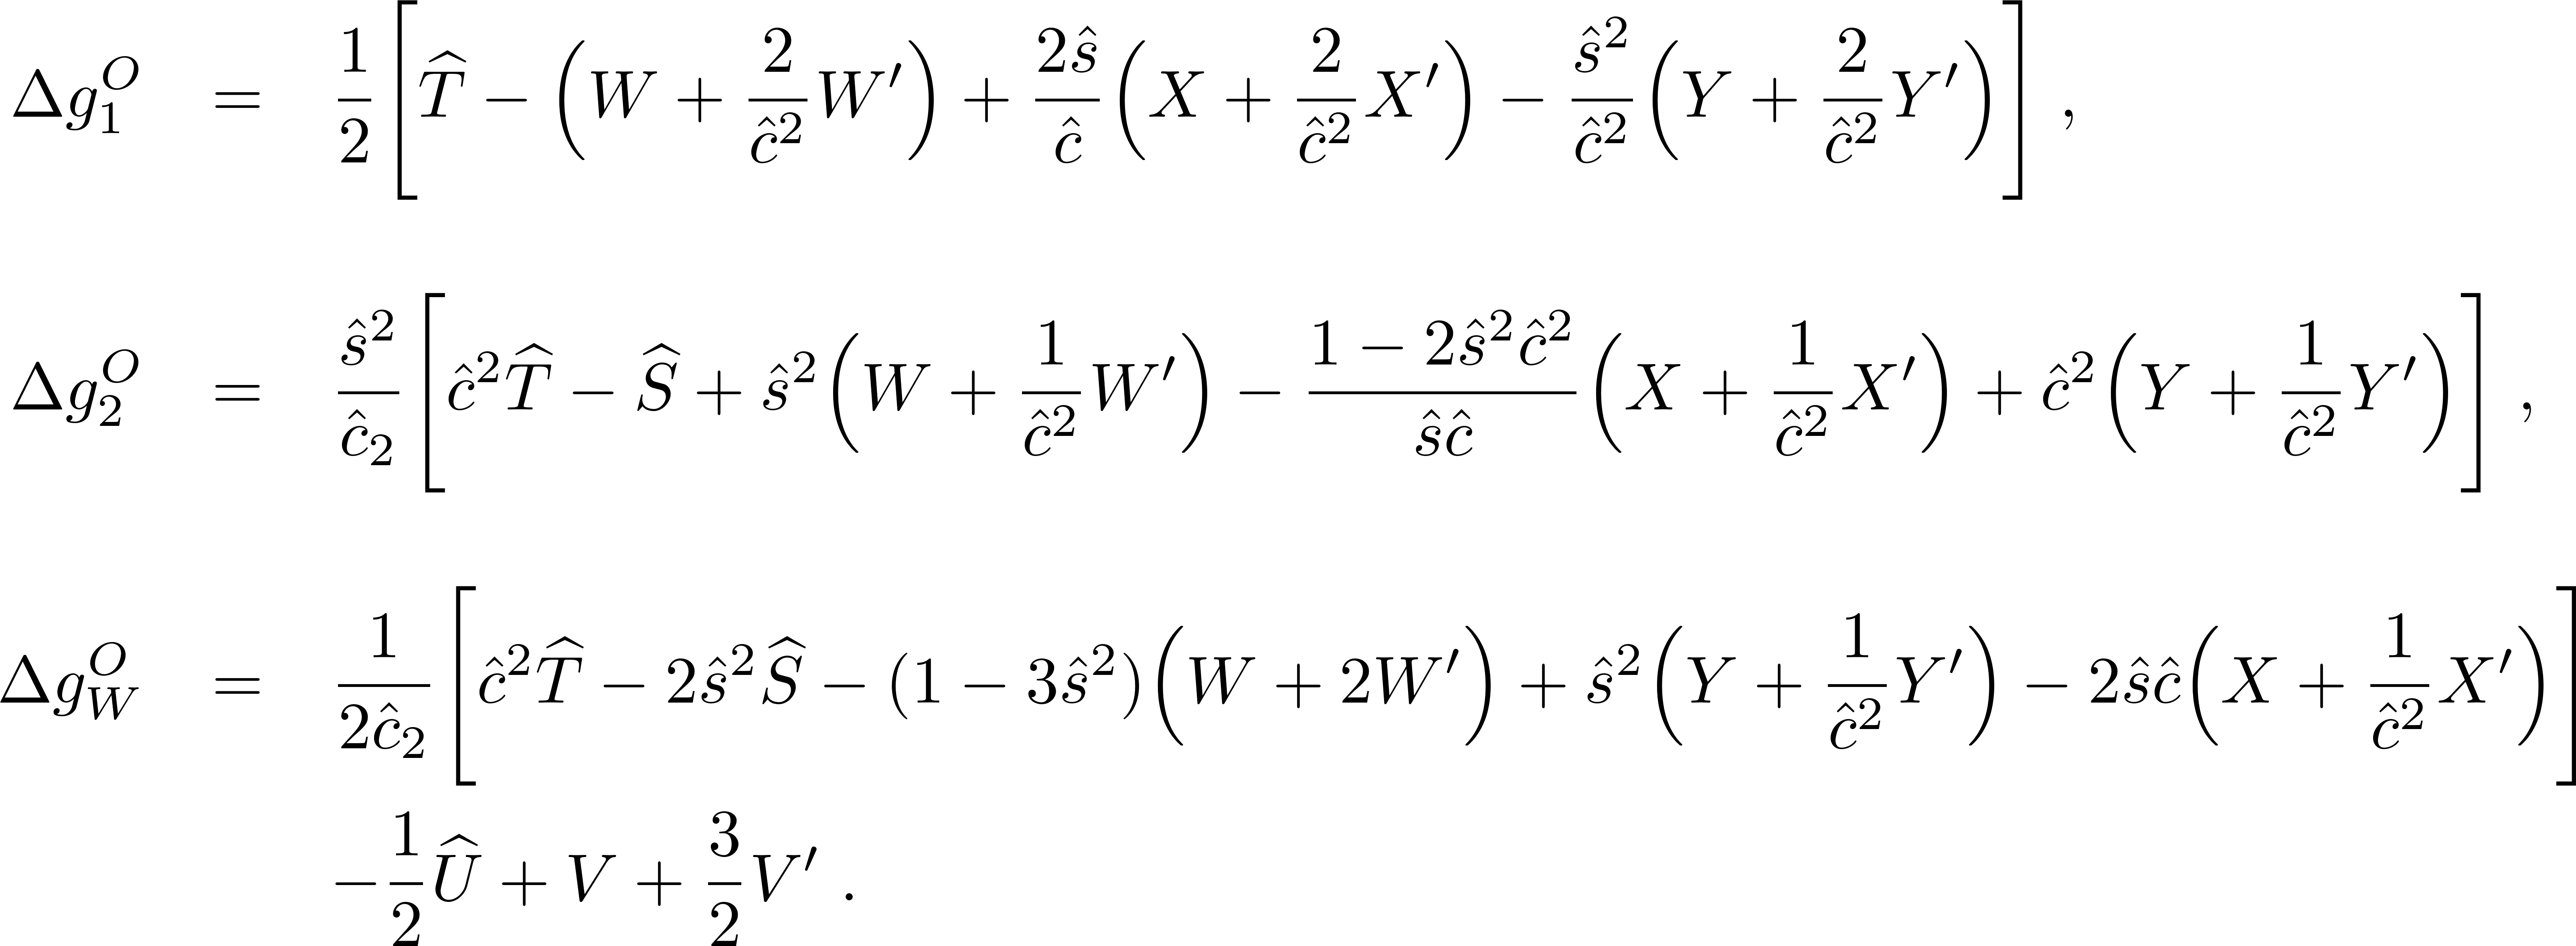 \Delta g_1^O = \frac{1}{2}\left[\widehat{T} - \left(W + \frac{2}{\hat{c}^2}W'\right) + \frac{2\hat{s}}{\hat{c}}\left(X + \frac{2}{\hat{c}^2}X'\right) - \frac{\hat{s}^2}{\hat{c}^2}\left(Y + \frac{2}{\hat{c}^2}Y'\right)\right] ,
\Delta g_2^O = \frac{\hat{s}^2}{\hat{c}_2}\left[\hat{c}^2\widehat{T} - \widehat{S} + \hat{s}^2\left(W + \frac{1}{\hat{c}^2}W'\right) - \frac{1-2\hat{s}^2\hat{c}^2}{\hat{s}\hat{c}}\left(X + \frac{1}{\hat{c}^2}X'\right) + \hat{c}^2\left(Y + \frac{1}{\hat{c}^2}Y'\right)\right] ,
\Delta g_W^O = \frac{1}{2\hat{c}_2}\left[\hat{c}^2\widehat{T} - 2\hat{s}^2\widehat{S} - (1-3\hat{s}^2)\left(W + 2W'\right) + \hat{s}^2\left(Y + \frac{1}{\hat{c}^2}Y'\right) - 2\hat{s}\hat{c}\left(X + \frac{1}{\hat{c}^2}X'\right)\right]
-\frac{1}{2}\widehat{U} + V + \frac{3}{2}V' .